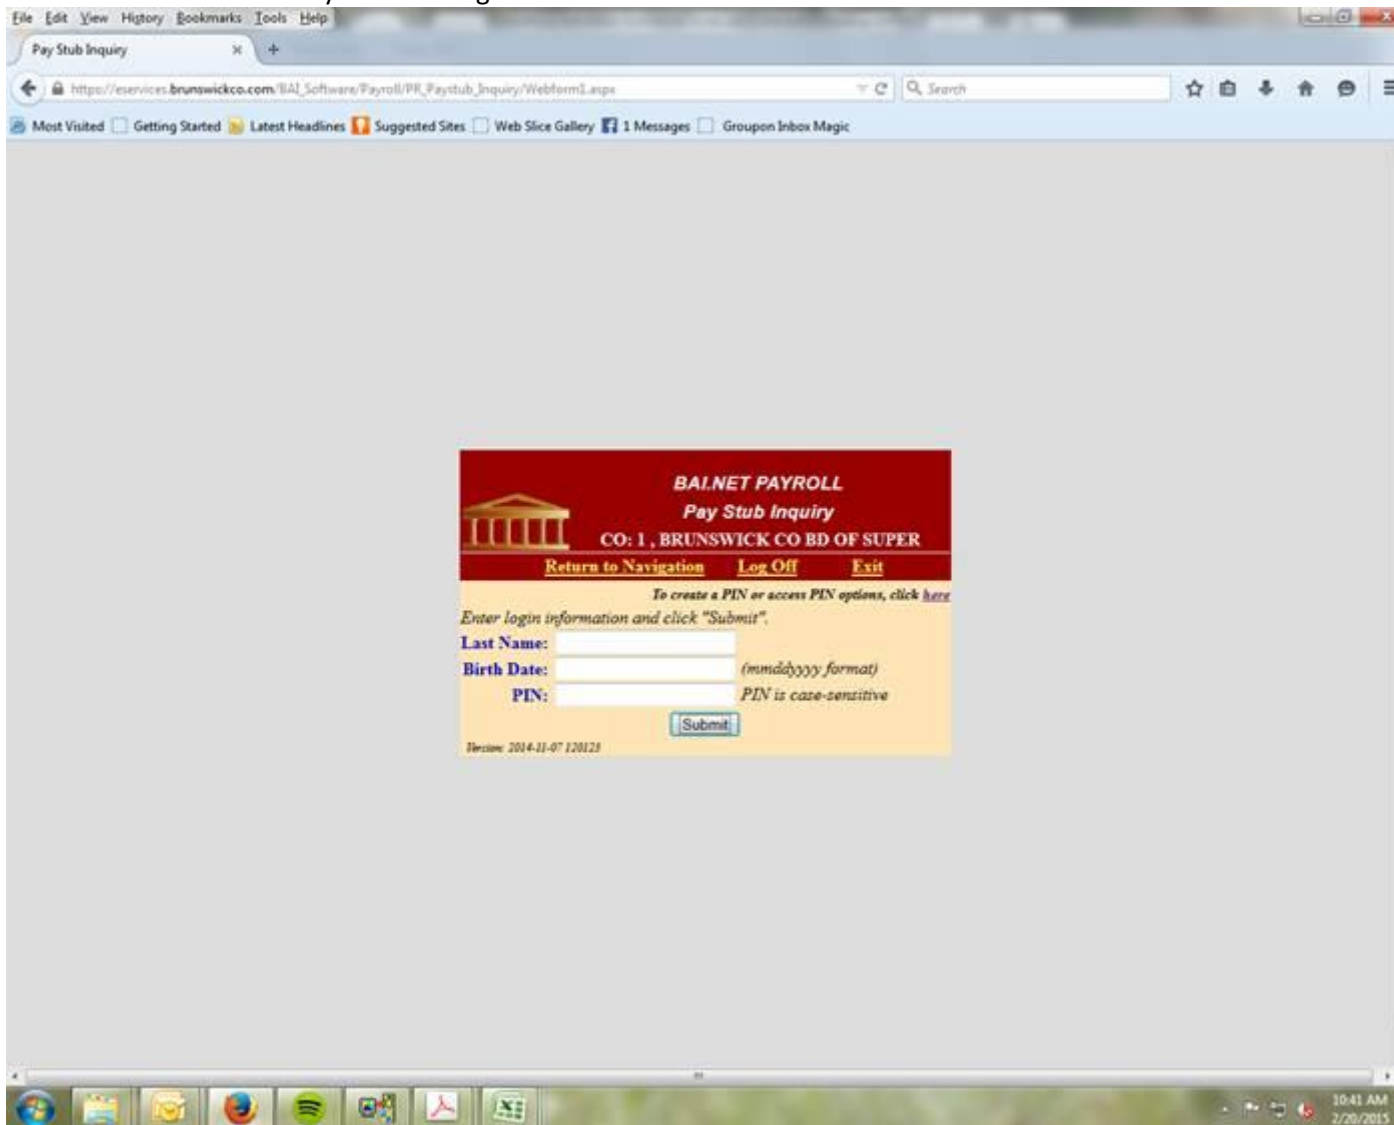 File Edit View History Bookmarks Tools Help
Pay Stub Inquiry × +
https://eservices.brunswickco.com/BAI_Software/Payroll/PR_Paystub_Inquiry/Webform1.aspx Search
Most Visited Getting Started Latest Headlines Suggested Sites Web Slice Gallery 1 Messages Groupon Inbox Magic
BAI.NET PAYROLL
Pay Stub Inquiry
CO: 1 , BRUNSWICK CO BD OF SUPER
Return to Navigation Log Off Exit
To create a PIN or access PIN options, click here
Enter login information and click "Submit".
Last Name:
Birth Date: (mmddyyyy format)
PIN: PIN is case-sensitive
Submit
Version: 2014-11-07 120123
10:41 AM
2/20/2015